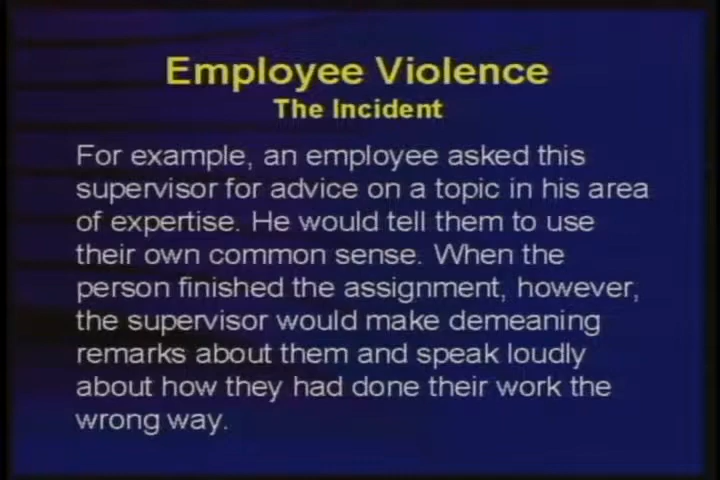 Employee Violence
The Incident
For example, an employee asked this
supervisor for advice on a topic in his area
of expertise. He would tell them to use
their own common sense. When the
person finished the assignment, however,
the supervisor would make demeaning
remarks about them and speak loudly
about how they had done their work the
wrong way.